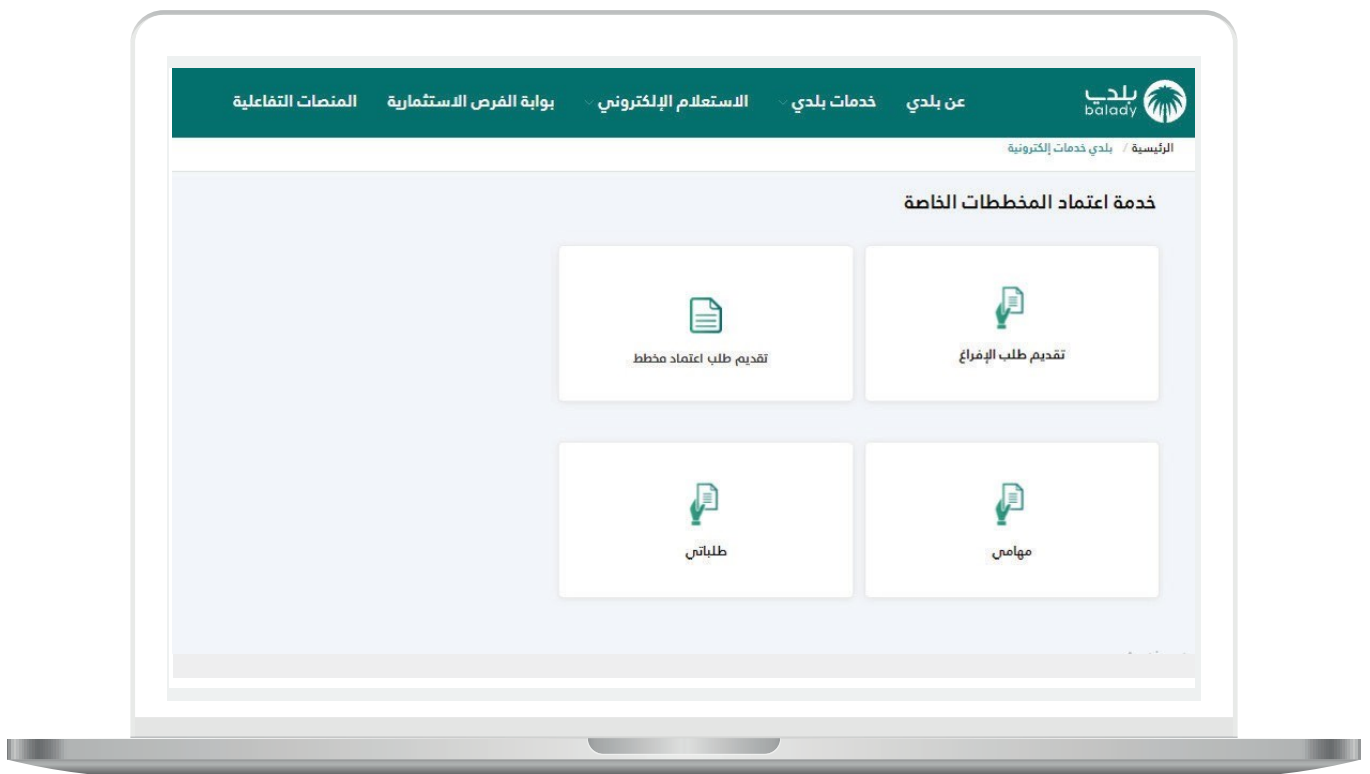 بلدي
balady
عن بلدي خدمات بلدي الاستعلام الإلكتروني بوابة الفرص الاستثمارية المنصات التفاعلية
الرئيسية / بلدي خدمات إلكترونية
خدمة اعتماد المخططات الخاصة
تقديم طلب الإفراغ
تقديم طلب اعتماد مخطط
مهامي
طلباتي